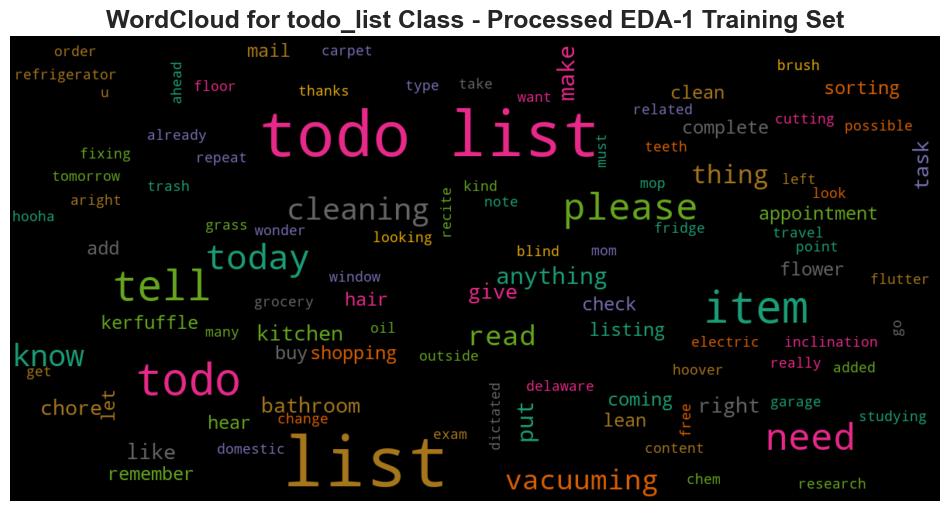 WordCloud for todo_list Class - Processed EDA-1 Training Set
order
mail
carpet
make
brush
refrigerator
ahead
floor
thanks
type
take
want
clean
sorting
u
related
complete
cutting
possible
already
todo list
must
teeth
task
fixing
repeat
tomorrow
trash
kind
mop
thing
left
look
aright
cleaning
recite
note
please
appointment
hooha
grass
wonder
looking
fridge
travel
point
add
today
blind
mom
tell
window
anything
flower
flutter
grocery
hair
give
check
item
kerfuffle
many
kitchen
oil
read
listing
go
know
buy
shopping
outside
electric
inclination
get
todo
hoover
really
added
chore
let
bathroom
delaware
coming
right
garage
hear
change
dictated
put
lean
free
studying
like
domestic
list
exam
content
need
remember
vacuuming
chem
research